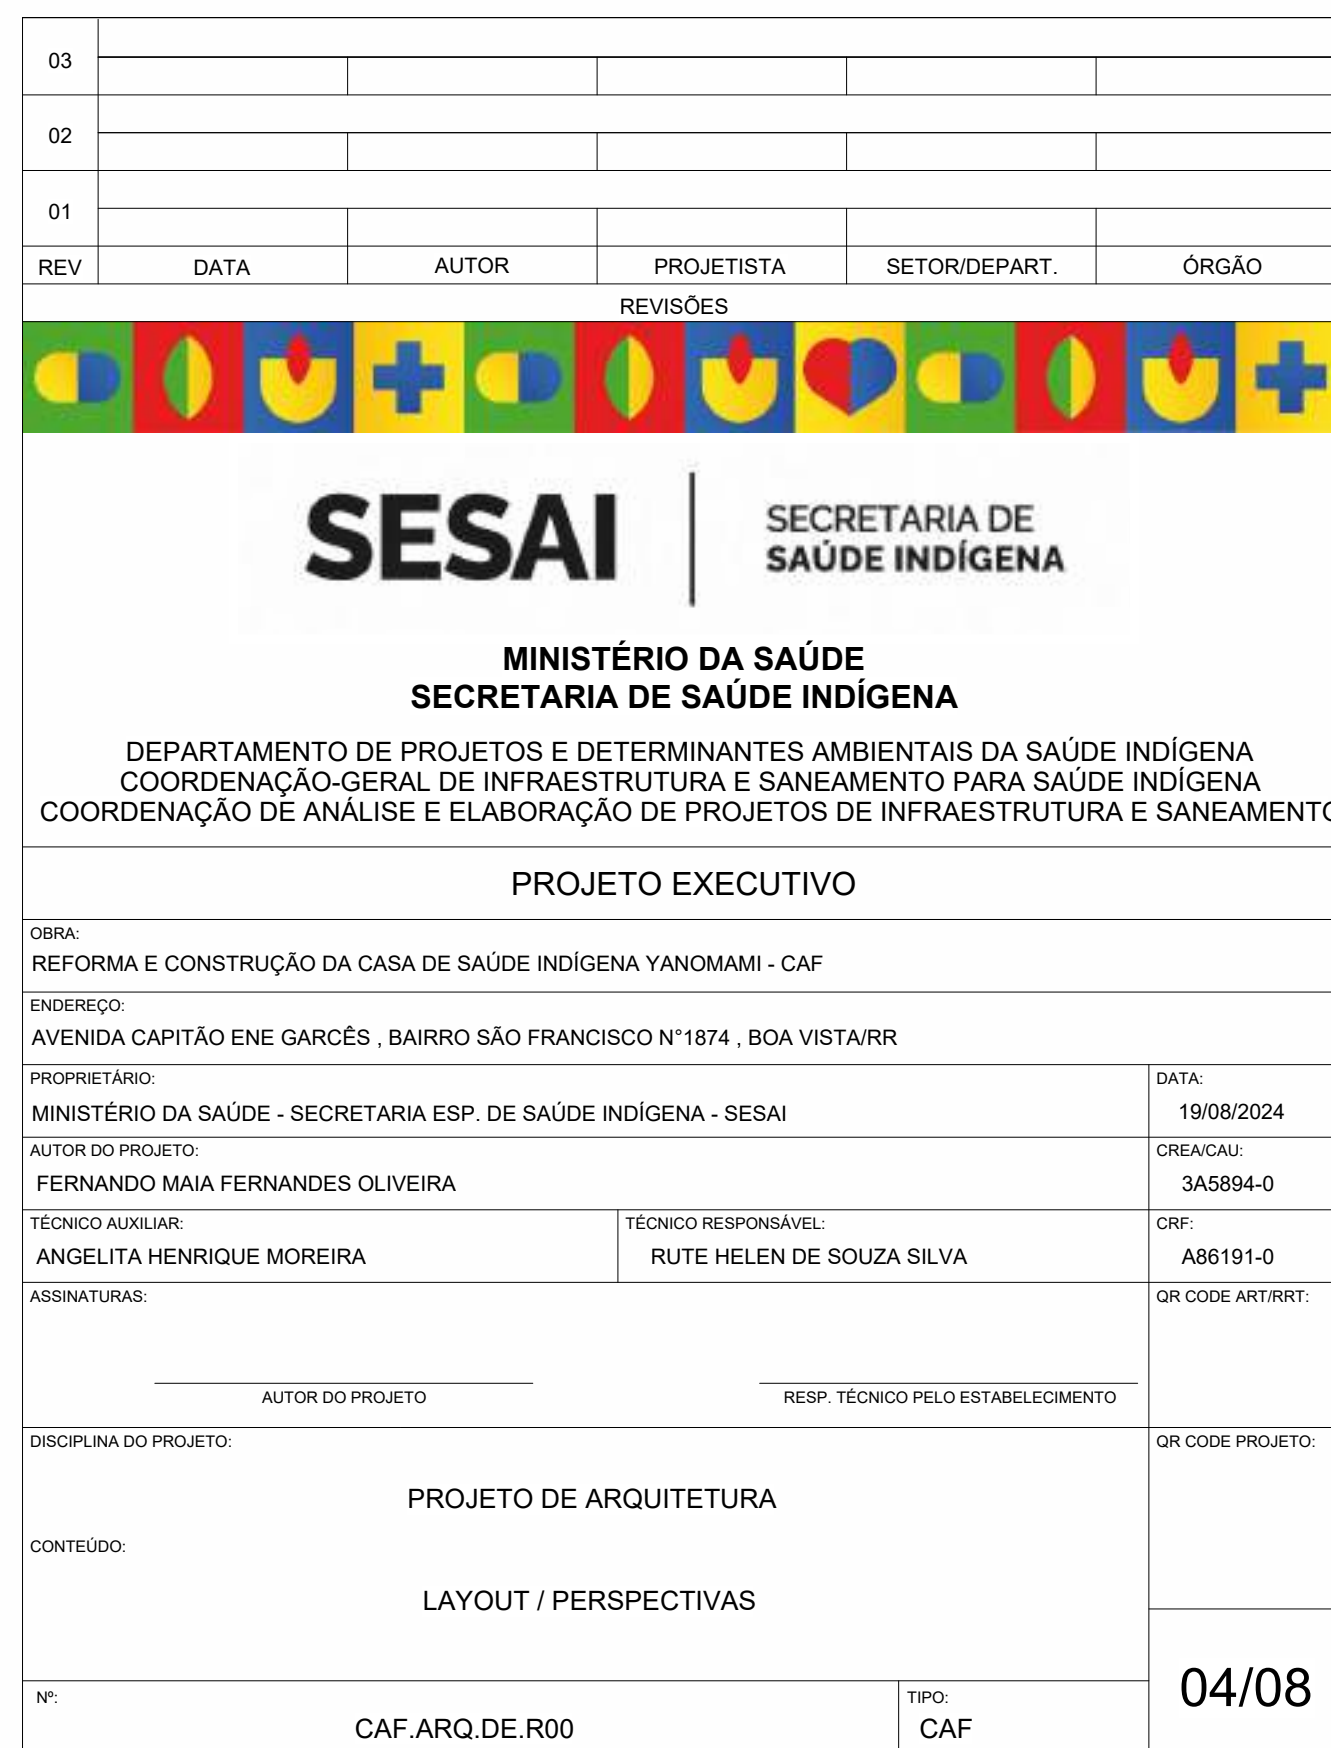 03
02
01
REV DATA AUTOR PROJETISTA SETOR/DEPART. ÓRGÃO
REVISÕES
SESAI
SECRETARIA DE
SAÚDE INDÍGENA
MINISTÉRIO DA SAÚDE
SECRETARIA DE SAÚDE INDÍGENA
DEPARTAMENTO DE PROJETOS E DETERMINANTES AMBIENTAIS DA SAÚDE INDÍGENA
COORDENAÇÃO-GERAL DE INFRAESTRUTURA E SANEAMENTO PARA SAÚDE INDÍGENA
COORDENAÇÃO DE ANÁLISE E ELABORAÇÃO DE PROJETOS DE INFRAESTRUTURA E SANEAMENTO
PROJETO EXECUTIVO
OBRA:
REFORMA E CONSTRUÇÃO DA CASA DE SAÚDE INDÍGENA YANOMAMI - CAF
ENDEREÇO:
AVENIDA CAPITÃO ENE GARCÊS , BAIRRO SÃO FRANCISCO N°1874 , BOA VISTA/RR
PROPRIETÁRIO:
MINISTÉRIO DA SAÚDE - SECRETARIA ESP. DE SAÚDE INDÍGENA - SESAI
DATA:
19/08/2024
AUTOR DO PROJETO:
FERNANDO MAIA FERNANDES OLIVEIRA
CREA/CAU:
3A5894-0
TÉCNICO AUXILIAR:
ANGELITA HENRIQUE MOREIRA
TÉCNICO RESPONSÁVEL:
RUTE HELEN DE SOUZA SILVA
CRF:
A86191-0
ASSINATURAS:
AUTOR DO PROJETO
RESP. TÉCNICO PELO ESTABELECIMENTO
QR CODE ART/RRT:
DISCIPLINA DO PROJETO:
PROJETO DE ARQUITETURA
QR CODE PROJETO:
CONTEÚDO:
LAYOUT / PERSPECTIVAS
Nº:
CAF.ARQ.DE.R00
TIPO:
CAF
04/08